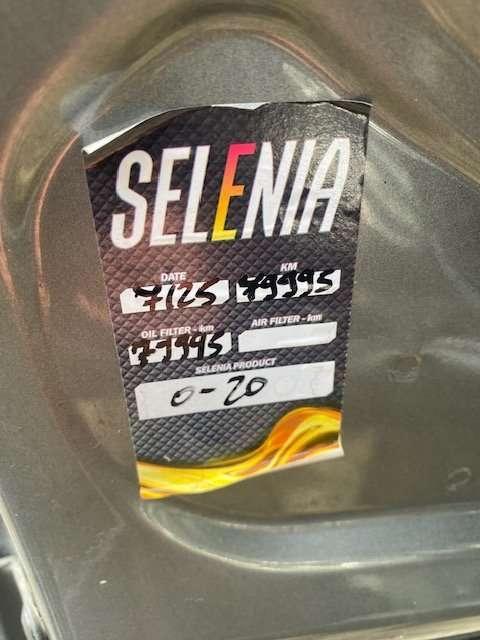 SELENIA
DATE KM
7/25 79995
OIL FILTER - km AIR FILTER - km
79995
SELENIA PRODUCT
0-20